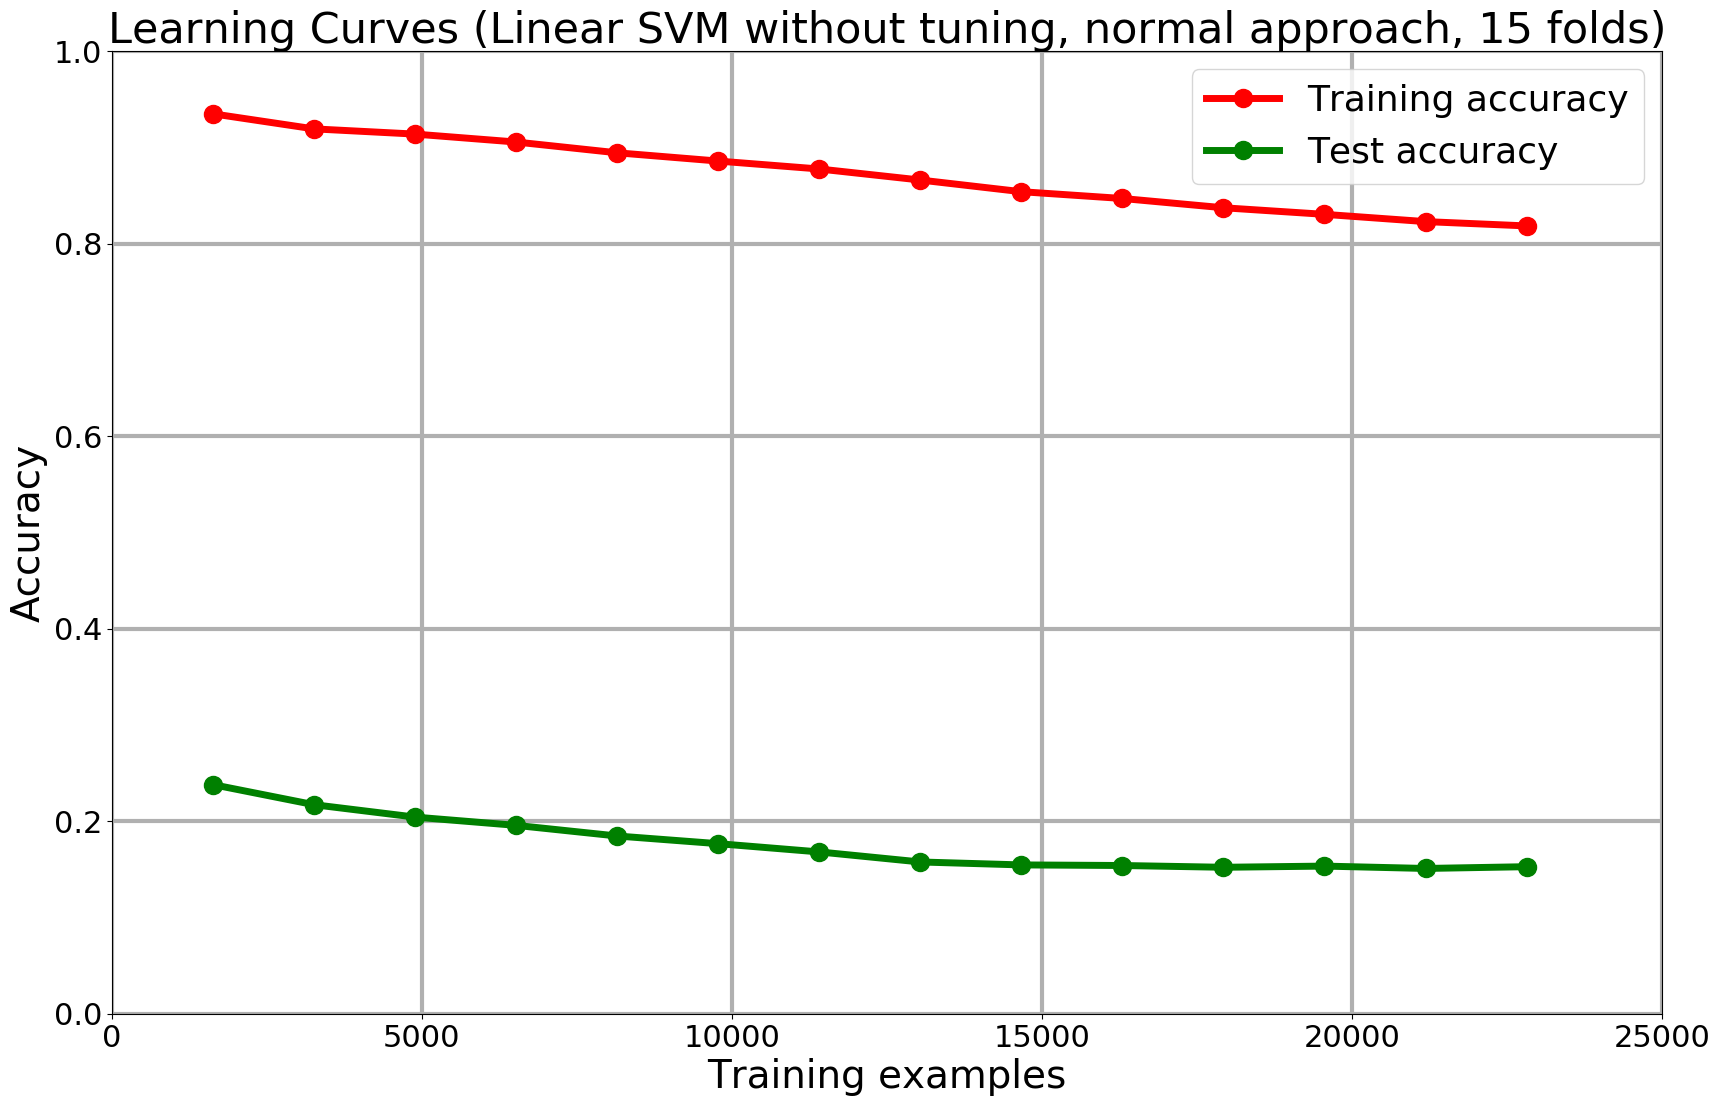 Learning Curves (Linear SVM without tuning, normal approach, 15 folds)
1.0
Training accuracy
Test accuracy
0.8
0.6
Accuracy
0.4
0.2
0.0
0 5000 10000 15000 20000 25000
Training examples